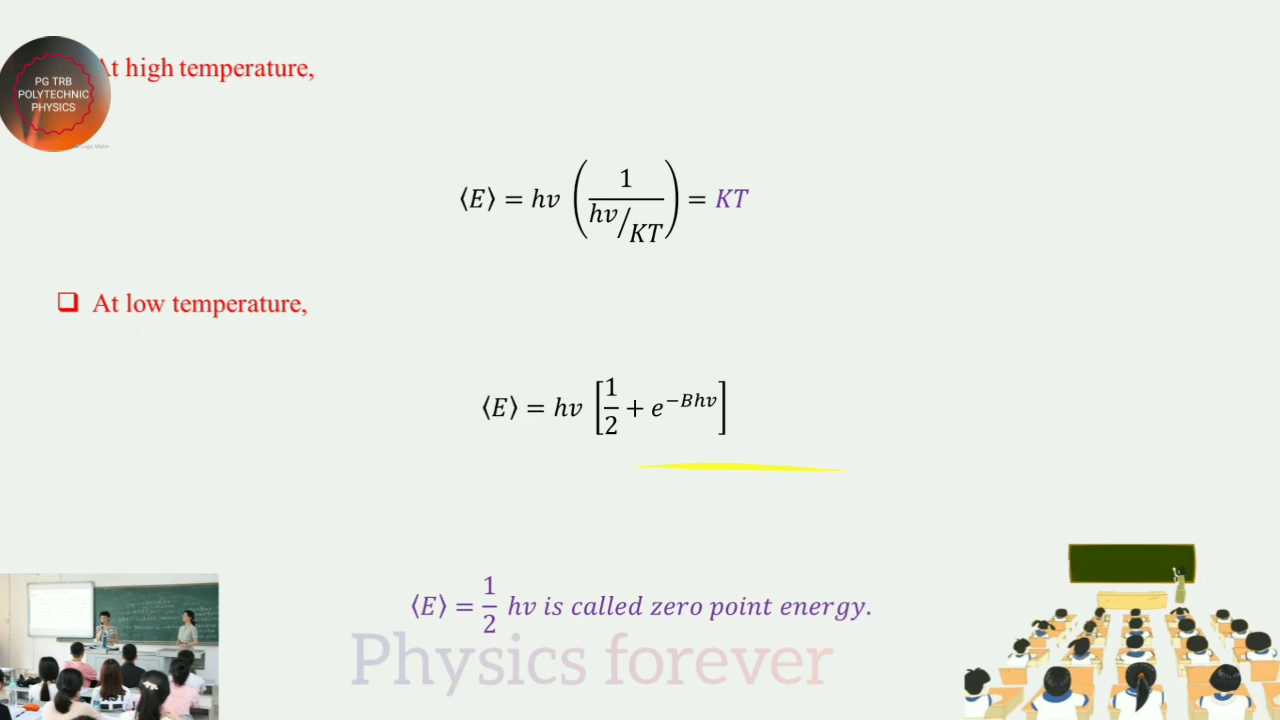 At high temperature,
PG TRB
POLYTECHNIC
PHYSICS
⟨E⟩ = hν (1 / (hν/KT)) = KT
❑ At low temperature,
⟨E⟩ = hν [1/2 + e^{-Bhν}]
⟨E⟩ = 1/2 hν is called zero point energy.
Physics forever